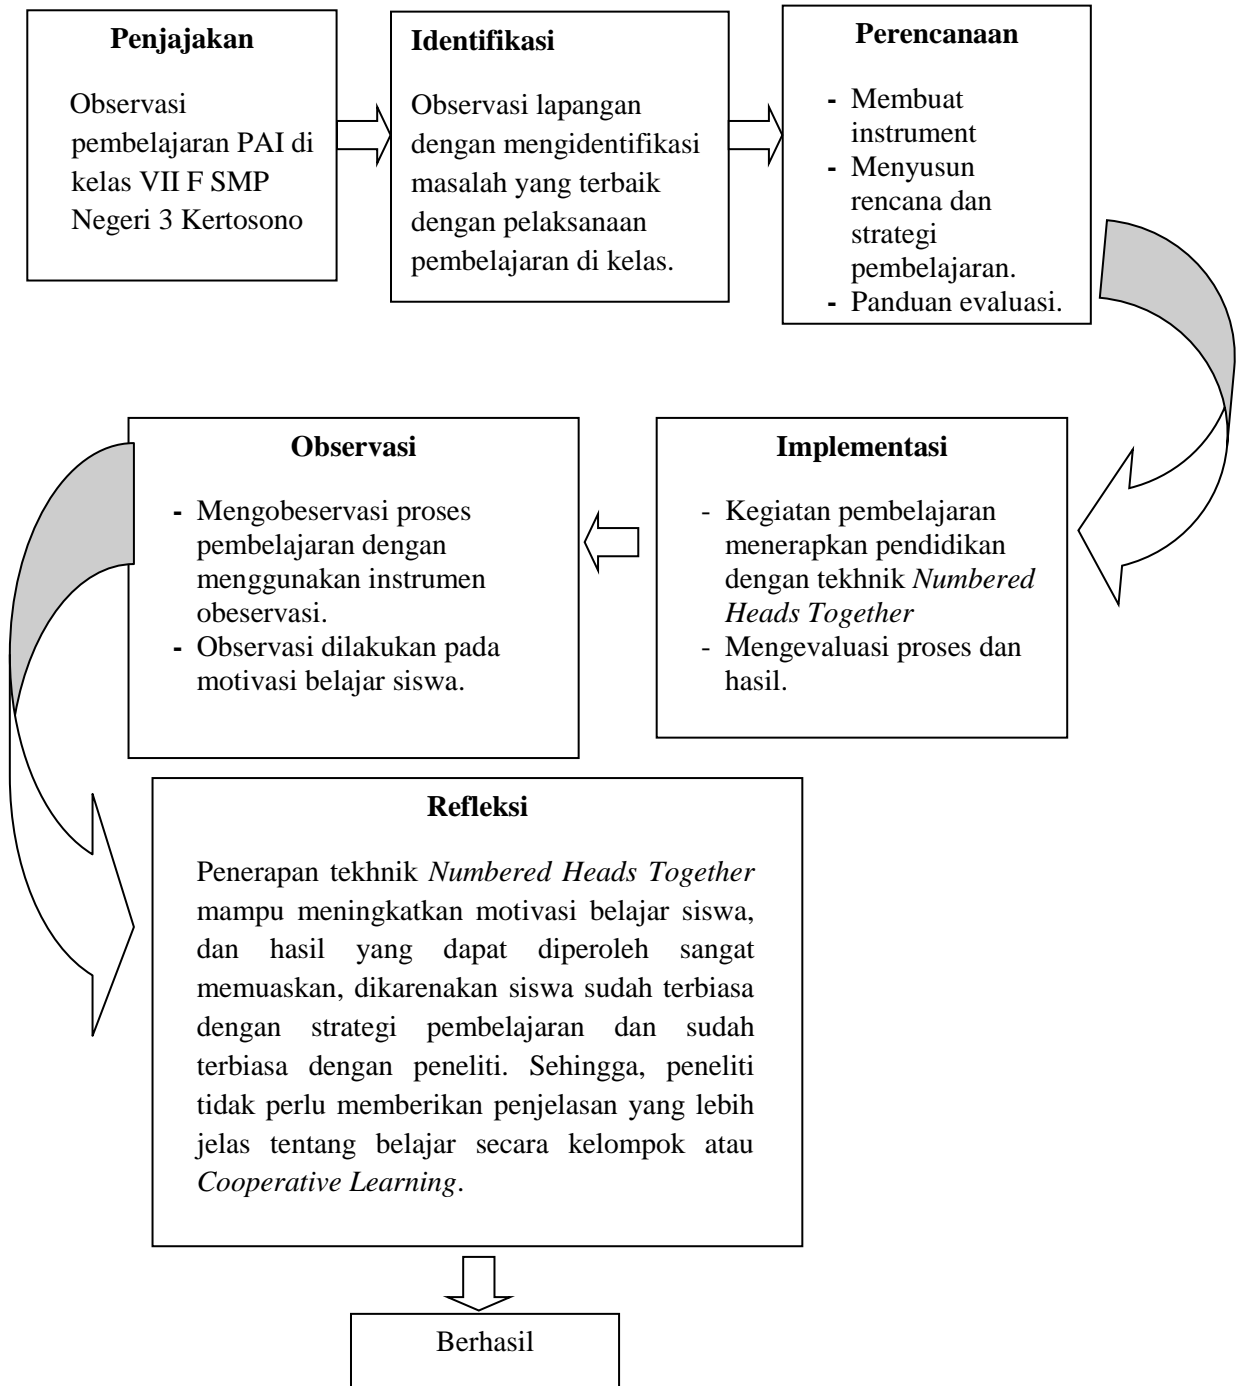 Penjajakan
Observasi
pembelajaran PAI di
kelas VII F SMP
Negeri 3 Kertosono
Identifikasi
Observasi lapangan
dengan mengidentifikasi
masalah yang terbaik
dengan pelaksanaan
pembelajaran di kelas.
Perencanaan
- Membuat
instrument
- Menyusun
rencana dan
strategi
pembelajaran.
- Panduan evaluasi.
Implementasi
- Kegiatan pembelajaran
menerapkan pendidikan
dengan tekhnik Numbered
Heads Together
- Mengevaluasi proses dan
hasil.
Observasi
- Mengobeservasi proses
pembelajaran dengan
menggunakan instrumen
obeservasi.
- Observasi dilakukan pada
motivasi belajar siswa.
Refleksi
Penerapan tekhnik Numbered Heads Together
mampu meningkatkan motivasi belajar siswa,
dan hasil yang dapat diperoleh sangat
memuaskan, dikarenakan siswa sudah terbiasa
dengan strategi pembelajaran dan sudah
terbiasa dengan peneliti. Sehingga, peneliti
tidak perlu memberikan penjelasan yang lebih
jelas tentang belajar secara kelompok atau
Cooperative Learning.
Berhasil